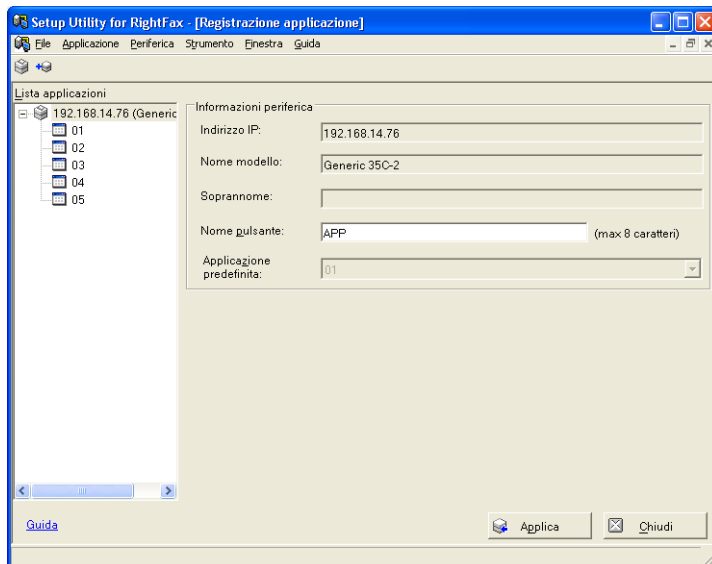 Setup Utility for RightFax - [Registrazione applicazione]
File Applicazione Periferica Strumento Finestra Guida
Lista applicazioni
192.168.14.76 (Generic
01
02
03
04
05
Informazioni periferica
Indirizzo IP: 192.168.14.76
Nome modello: Generic 35C-2
Soprannome:
Nome pulsante: APP (max 8 caratteri)
Applicazione
predefinita: 01
Guida
Applica
Chiudi